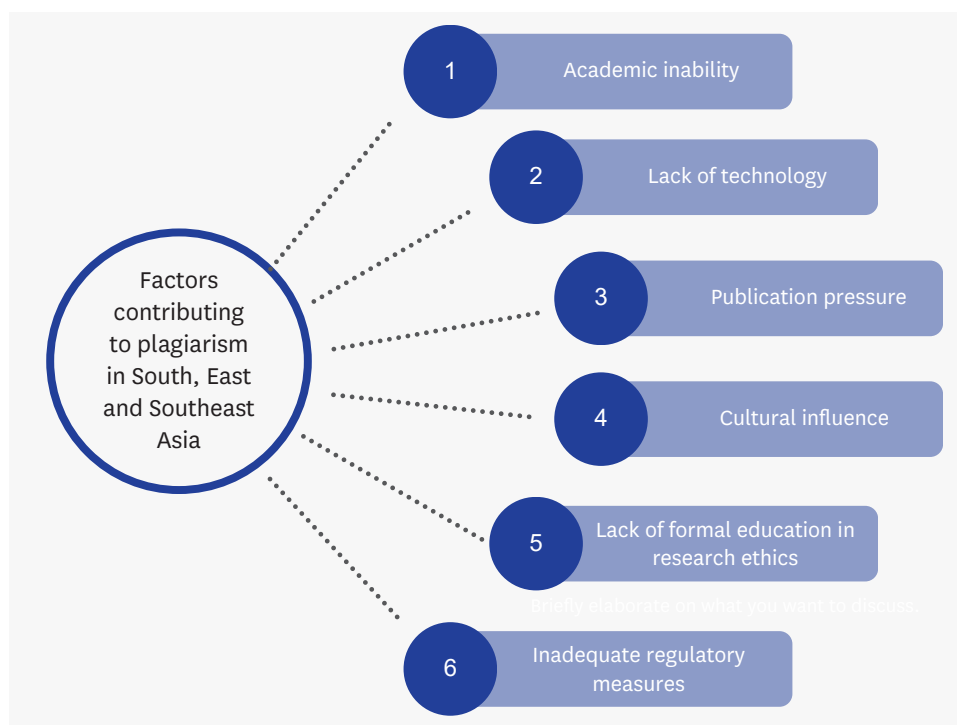 Factors
contributing
to plagiarism
in South, East
and Southeast
Asia
1
Academic inability
2
Lack of technology
3
Publication pressure
4
Cultural influence
5
Lack of formal education in
research ethics
Briefly elaborate on what you want to discuss.
6
Inadequate regulatory
measures